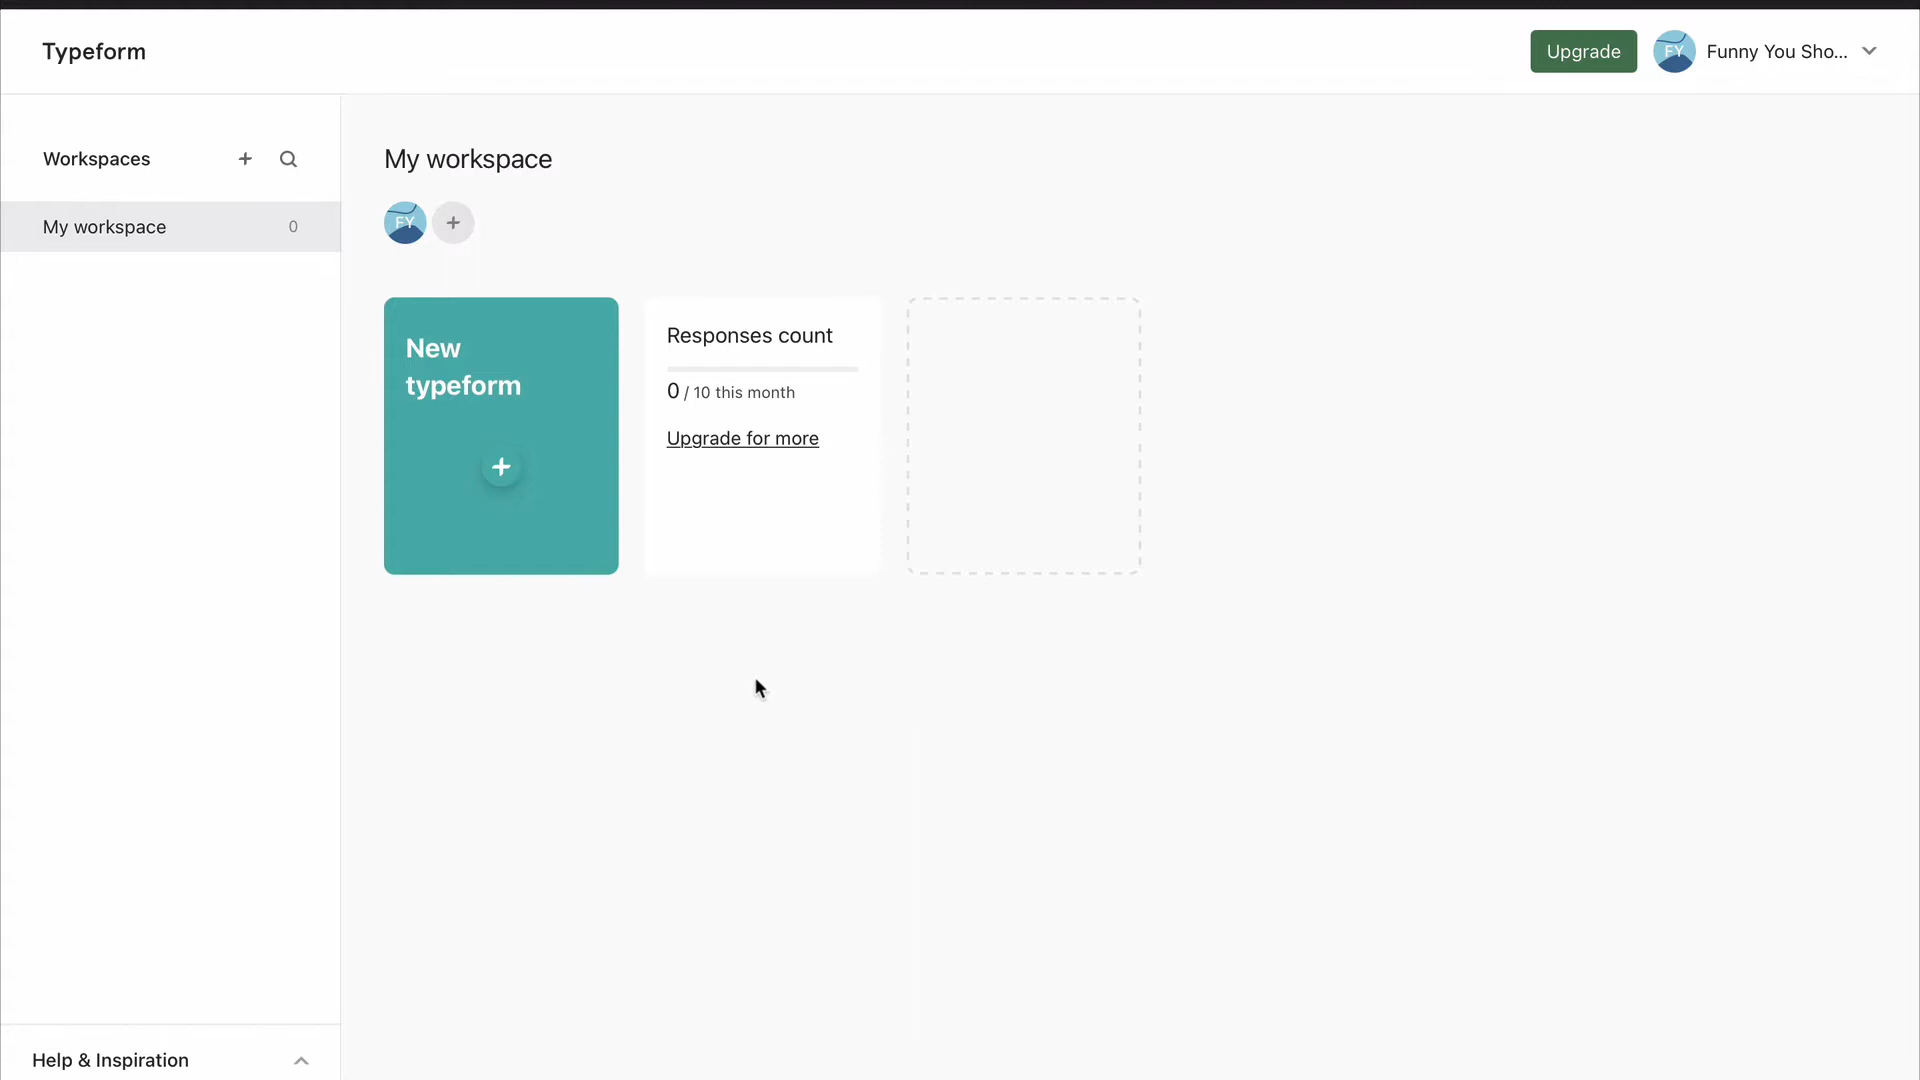 Typeform
Upgrade
FY
Funny You Sho...
Workspaces
My workspace 0
My workspace
FY
New
typeform
Responses count
0 / 10 this month
Upgrade for more
Help & Inspiration